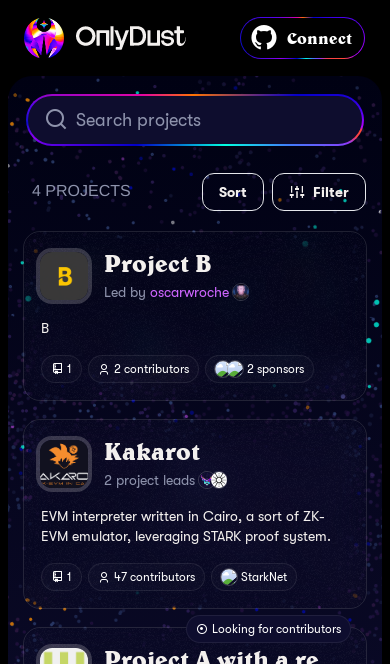 OnlyDust
Connect
Search projects
4 PROJECTS
Sort
Filter
B
Project B
Led by oscarwroche
B
1
2 contributors
2 sponsors
Kakarot
2 project leads
EVM interpreter written in Cairo, a sort of ZK-
EVM emulator, leveraging STARK proof system.
1
47 contributors
StarkNet
Looking for contributors
Project A with a re